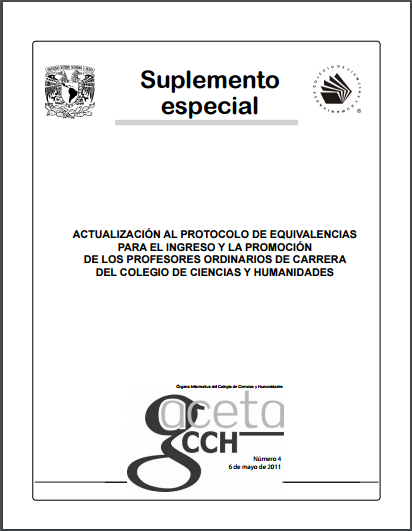 Suplemento
especial
ACTUALIZACIÓN AL PROTOCOLO DE EQUIVALENCIAS
PARA EL INGRESO Y LA PROMOCIÓN
DE LOS PROFESORES ORDINARIOS DE CARRERA
DEL COLEGIO DE CIENCIAS Y HUMANIDADES
Órgano Informativo del Colegio de Ciencias y Humanidades
gaceta
CCH
Número 4
6 de mayo de 2011